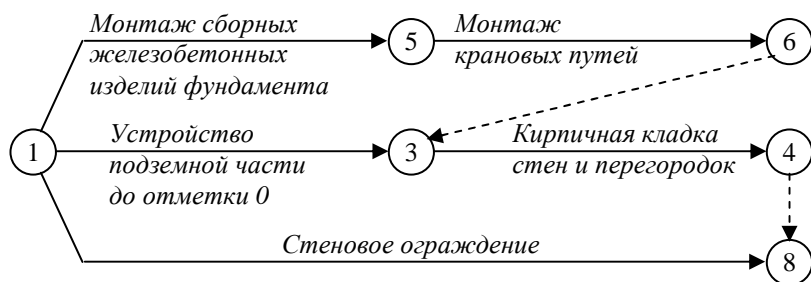 Монтаж сборных
железобетонных
изделий фундамента
5
Монтаж
крановых путей
6
1
Устройство
подземной части
до отметки 0
3
Кирпичная кладка
стен и перегородок
4
Стеновое ограждение
8